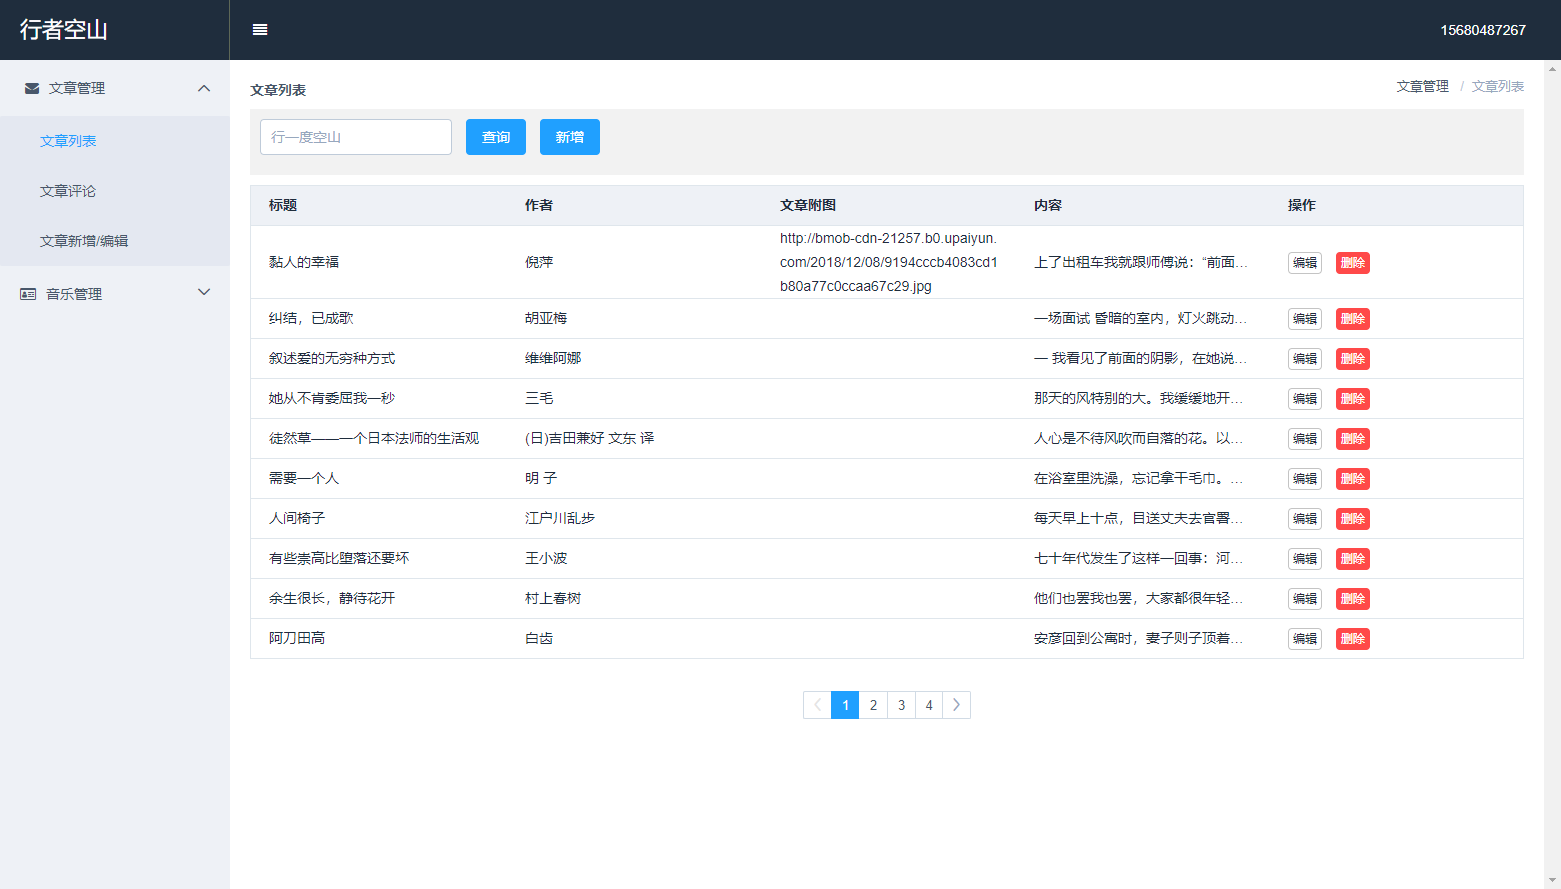 行者空山
15680487267
文章管理
文章列表
文章评论
文章新增/编辑
音乐管理
文章列表
文章管理 / 文章列表
行一度空山 查询 新增
标题 作者 文章附图 内容 操作
黏人的幸福 倪萍 http://bmob-cdn-21257.b0.upaiyun.
com/2018/12/08/9194cccb4083cd1
b80a77c0ccaa67c29.jpg 上了出租车我就跟师傅说：“前面... 编辑 删除
纠结，已成歌 胡亚梅 一场面试 昏暗的室内，灯火跳动... 编辑 删除
叙述爱的无穷种方式 维维阿娜 一 我看见了前面的阴影，在她说... 编辑 删除
她从不肯委屈我一秒 三毛 那天的风特别的大。我缓缓地开... 编辑 删除
徒然草——一个日本法师的生活观 (日)吉田兼好 文东 译 人心是不待风吹而自落的花。以... 编辑 删除
需要一个人 明 子 在浴室里洗澡，忘记拿干毛巾。... 编辑 删除
人间椅子 江户川乱步 每天早上十点，目送丈夫去官署... 编辑 删除
有些崇高比堕落还要坏 王小波 七十年代发生了这样一回事：河... 编辑 删除
余生很长，静待花开 村上春树 他们也罢我也罢，大家都很年轻... 编辑 删除
阿刀田高 白齿 安彦回到公寓时，妻子则子顶着... 编辑 删除
1 2 3 4